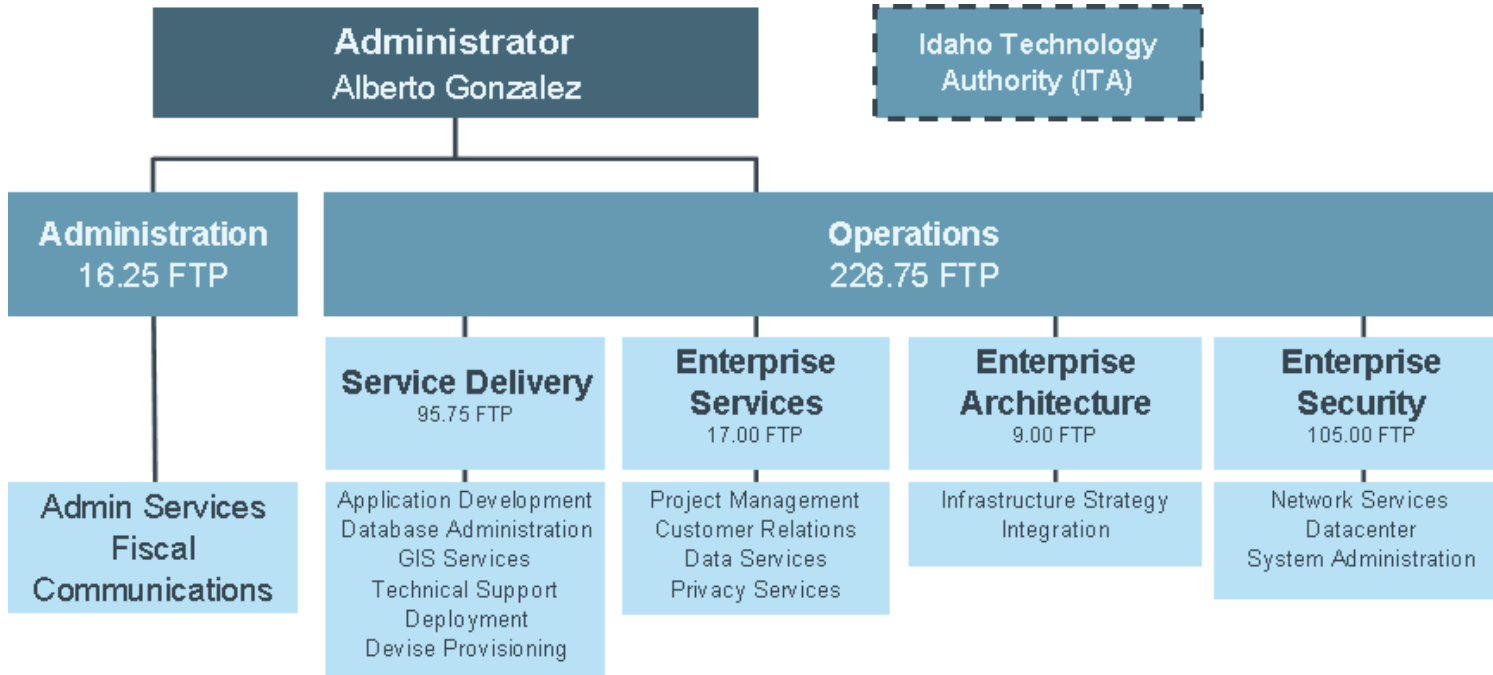 Administrator
Alberto Gonzalez
Idaho Technology
Authority (ITA)
Administration
16.25 FTP
Operations
226.75 FTP
Service Delivery
95.75 FTP
Enterprise
Services
17.00 FTP
Enterprise
Architecture
9.00 FTP
Enterprise
Security
105.00 FTP
Admin Services
Fiscal
Communications
Application Development
Database Administration
GIS Services
Technical Support
Deployment
Devise Provisioning
Project Management
Customer Relations
Data Services
Privacy Services
Infrastructure Strategy
Integration
Network Services
Datacenter
System Administration